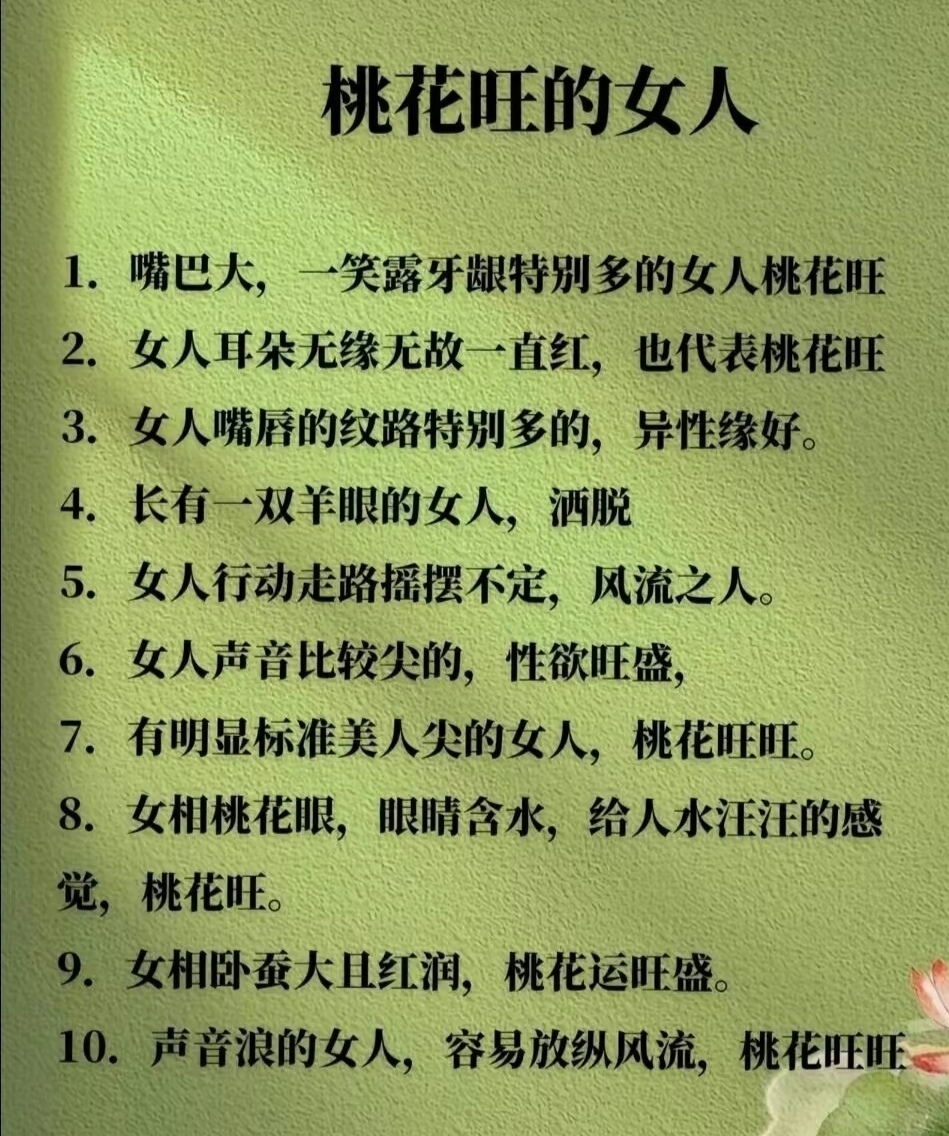 桃花旺的女人
1. 嘴巴大，一笑露牙龈特别多的女人桃花旺
2. 女人耳朵无缘无故一直红，也代表桃花旺
3. 女人嘴唇的纹路特别多的，异性缘好。
4. 长有一双羊眼的女人，洒脱
5. 女人行动走路摇摆不定，风流之人。
6. 女人声音比较尖的，性欲旺盛，
7. 有明显标准美人尖的女人，桃花旺旺。
8. 女相桃花眼，眼睛含水，给人水汪汪的感
觉，桃花旺。
9. 女相卧蚕大且红润，桃花运旺盛。
10. 声音浪的女人，容易放纵风流，桃花旺旺